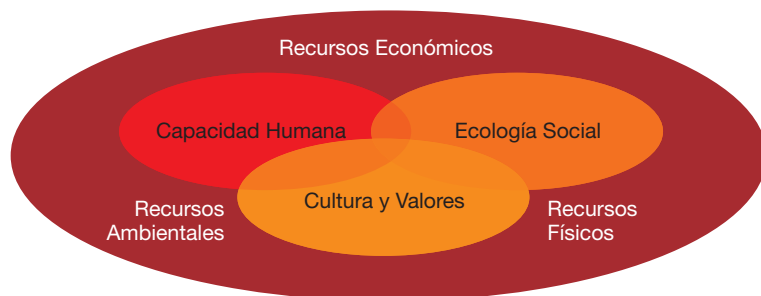 Recursos Económicos
Capacidad Humana
Ecología Social
Cultura y Valores
Recursos
Ambientales
Recursos
Físicos